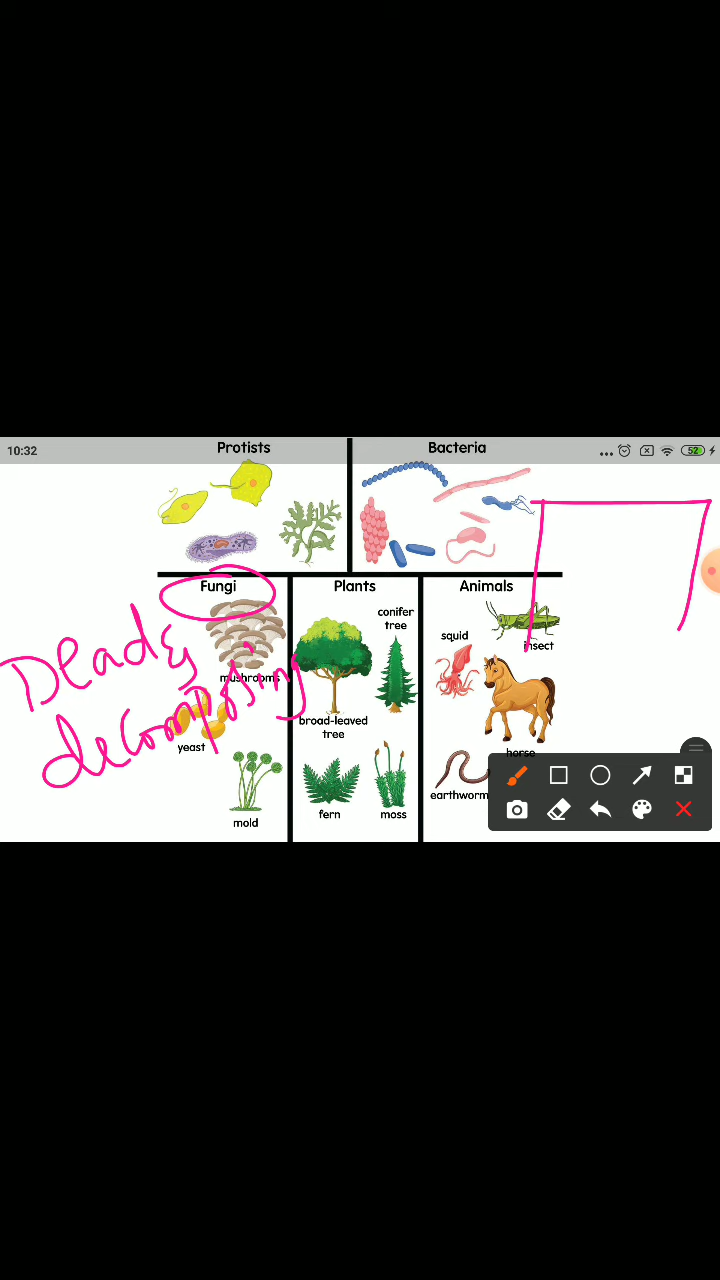 10:32
52
Protists
Bacteria
Fungi
Plants
Animals
mushrooms
yeast
mold
conifer
tree
broad-leaved
tree
fern
moss
squid
insect
horse
earthworm
Dead &
decomposing